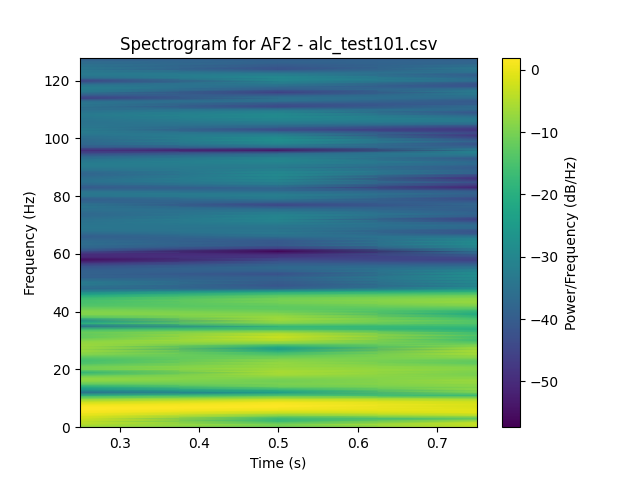 Spectrogram for AF2 - alc_test101.csv
120
100
80
60
40
20
0
Frequency (Hz)
0.3 0.4 0.5 0.6 0.7
Time (s)
0
−10
−20
−30
−40
−50
Power/Frequency (dB/Hz)